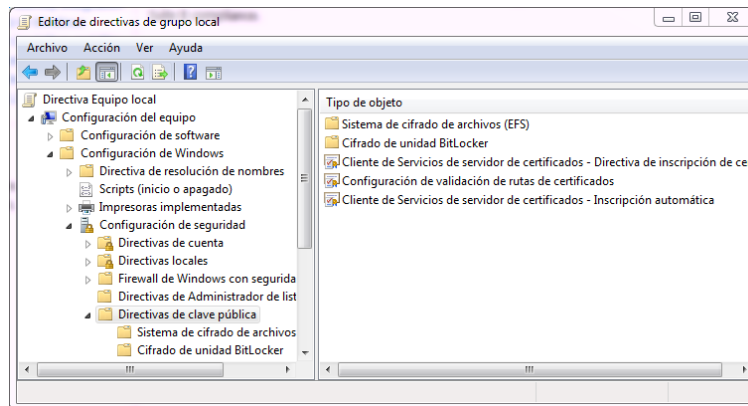 Editor de directivas de grupo local
Archivo Acción Ver Ayuda
Directiva Equipo local
Configuración del equipo
Configuración de software
Configuración de Windows
Directiva de resolución de nombres
Scripts (inicio o apagado)
Impresoras implementadas
Configuración de seguridad
Directivas de cuenta
Directivas locales
Firewall de Windows con segurida
Directivas de Administrador de list
Directivas de clave pública
Sistema de cifrado de archivos
Cifrado de unidad BitLocker
Tipo de objeto
Sistema de cifrado de archivos (EFS)
Cifrado de unidad BitLocker
Cliente de Servicios de servidor de certificados - Directiva de inscripción de ce
Configuración de validación de rutas de certificados
Cliente de Servicios de servidor de certificados - Inscripción automática